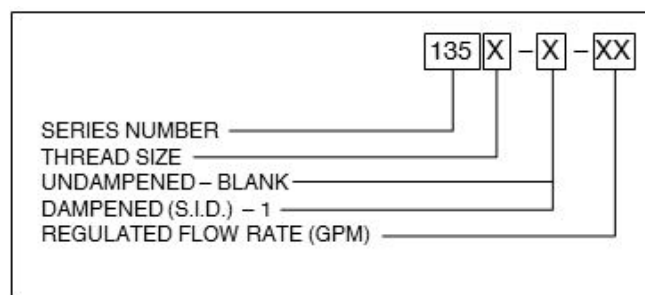 135 X – X – XX
SERIES NUMBER
THREAD SIZE
UNDAMPENED – BLANK
DAMPENED (S.I.D.) – 1
REGULATED FLOW RATE (GPM)